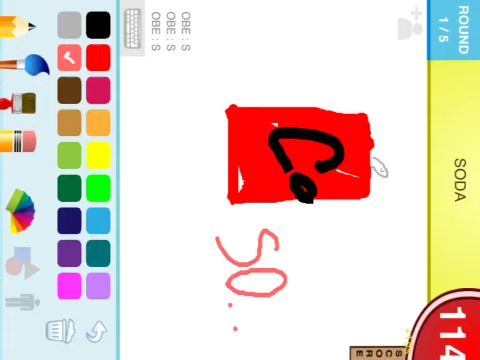 ROUND
1 / 5
SODA
114
SCORE
OBE : S
OBE : S
OBE : S
Co
so..